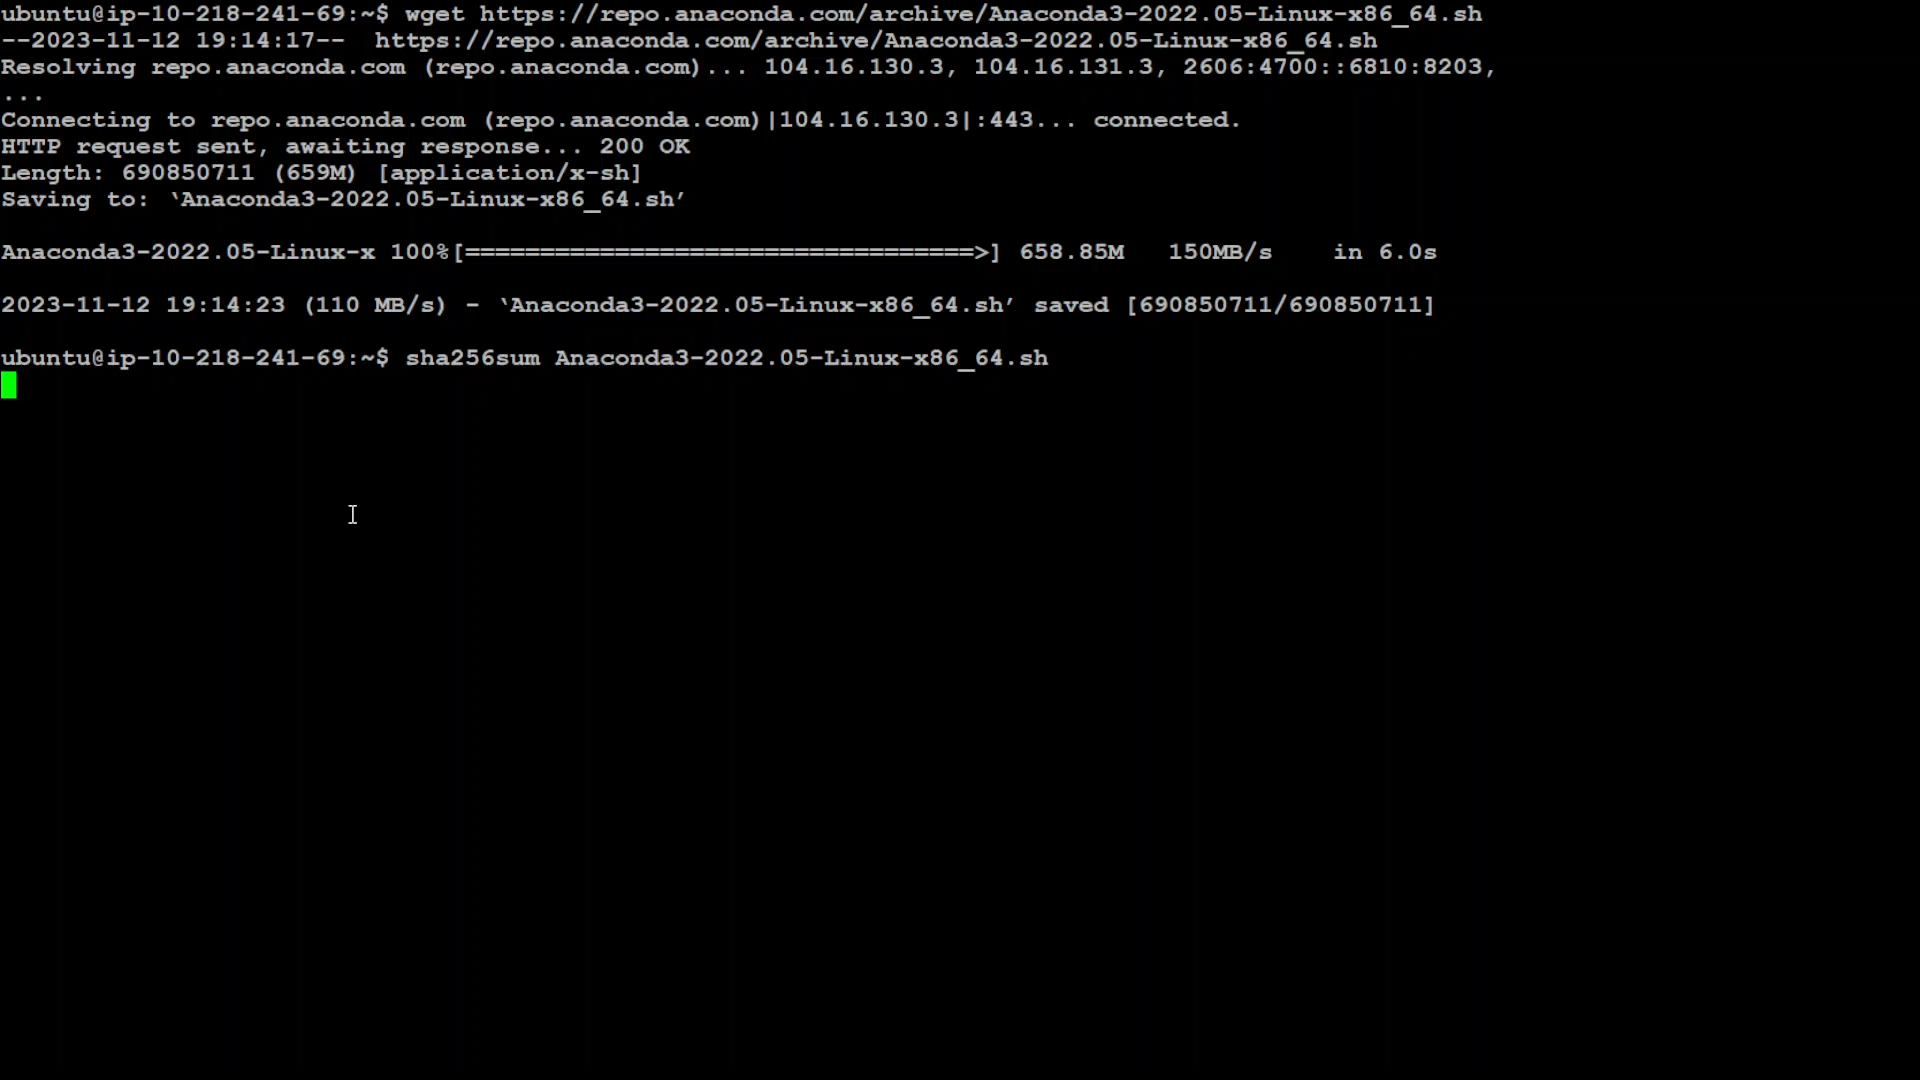 ubuntu@ip-10-218-241-69:~$ wget https://repo.anaconda.com/archive/Anaconda3-2022.05-Linux-x86_64.sh
--2023-11-12 19:14:17--  https://repo.anaconda.com/archive/Anaconda3-2022.05-Linux-x86_64.sh
Resolving repo.anaconda.com (repo.anaconda.com)... 104.16.130.3, 104.16.131.3, 2606:4700::6810:8203,
...
Connecting to repo.anaconda.com (repo.anaconda.com)|104.16.130.3|:443... connected.
HTTP request sent, awaiting response... 200 OK
Length: 690850711 (659M) [application/x-sh]
Saving to: ‘Anaconda3-2022.05-Linux-x86_64.sh’
Anaconda3-2022.05-Linux-x 100%[==================================>] 658.85M   150MB/s    in 6.0s
2023-11-12 19:14:23 (110 MB/s) - ‘Anaconda3-2022.05-Linux-x86_64.sh’ saved [690850711/690850711]
ubuntu@ip-10-218-241-69:~$ sha256sum Anaconda3-2022.05-Linux-x86_64.sh